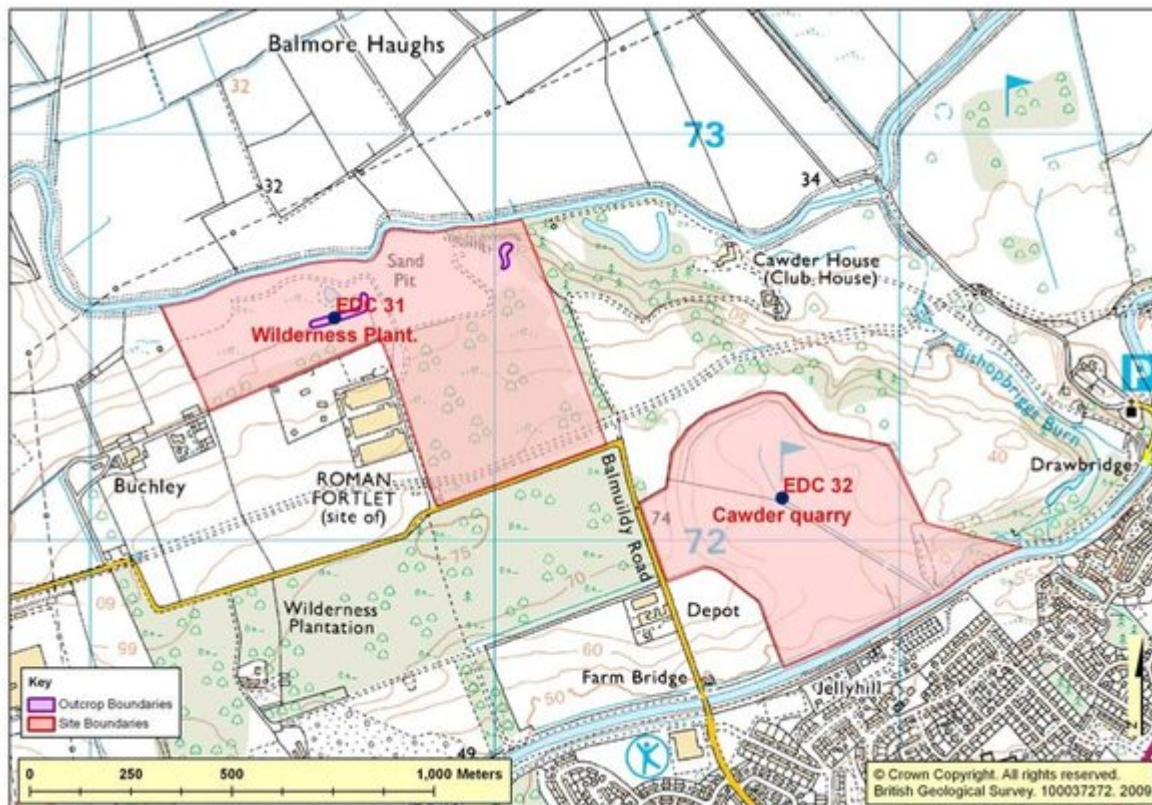 Balmore Haughs
32
73
32
34
Sand
Pit
Cawder House
(Club House)
EDC 31
Wilderness Plant.
50
Bishopbriggs Burn
P
40
Drawbridge
ROMAN
FORTLET
(site of)
Buchley
Balmuildy Road
EDC 32
Cawder quarry
74
72
75
70
55
60
65
Wilderness
Plantation
Depot
60
Farm Bridge
50
Jellyhill
49
Key
Outcrop Boundaries
Site Boundaries
0 250 500 1,000 Meters
N
© Crown Copyright. All rights reserved.
British Geological Survey. 100037272. 2009